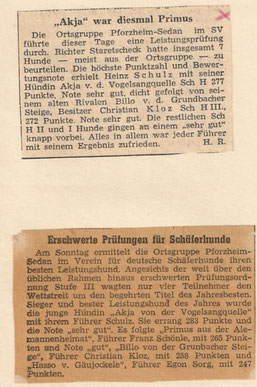 „Akja" war diesmal Primus
Die Ortsgruppe Pforzheim-Sedan im SV
führte dieser Tage eine Leistungsprüfung
durch. Richter Staretscheck hatte insgesamt 7
Hunde — meist aus der Ortsgruppe — zu
beurteilen. Die höchste Punktzahl und Bewer-
tungsnote erhielt Heinz Schulz mit seiner
Hündin Akja v. d. Vogelsangquelle Sch H 277
Punkte, Note sehr gut, dicht gefolgt von sei-
nem alten Rivalen Billo v. d. Grundbacher
Steige, Besitzer Christian Kloz Sch H III.,
272 Punkte. Note sehr gut. Die restlichen Sch
H II und I Hunde gingen an einem „sehr gut"
knapp vorbei. Alles in allem war jeder Führer
mit seinem Ergebnis zufrieden. H. R.
Erschwerte Prüfungen für Schäferhunde
Am Sonntag ermittelt die Ortsgruppe Pforzheim-
Sedan im Verein für deutsche Schäferhunde ihren
besten Leistungshund. Angesichts der weit über den
üblichen Rahmen hinaus erschwerten Prüfungsord-
nung Stufe III wagten nur vier Teilnehmer den
Wettstreit um den begehrten Titel des Jahresbesten.
Sieger und bester Leistungshund des Jahres wurde
die junge Hündin „Akja von der Vogelsangquelle"
mit ihrem Führer Schulz. Sie errang 283 Punkte und
die Note „sehr gut". Es folgte „Primus aus der Ale-
mannenheimat", Führer Franz Schönle, mit 265 Punk-
ten und Note „gut", „Billo von der Grunbacher Stei-
ge", Führer Christian Kloz, mit 258 Punkten und
„Hasso v. Gäujockele", Führer Egon Sorg, mit 247
Punkten.